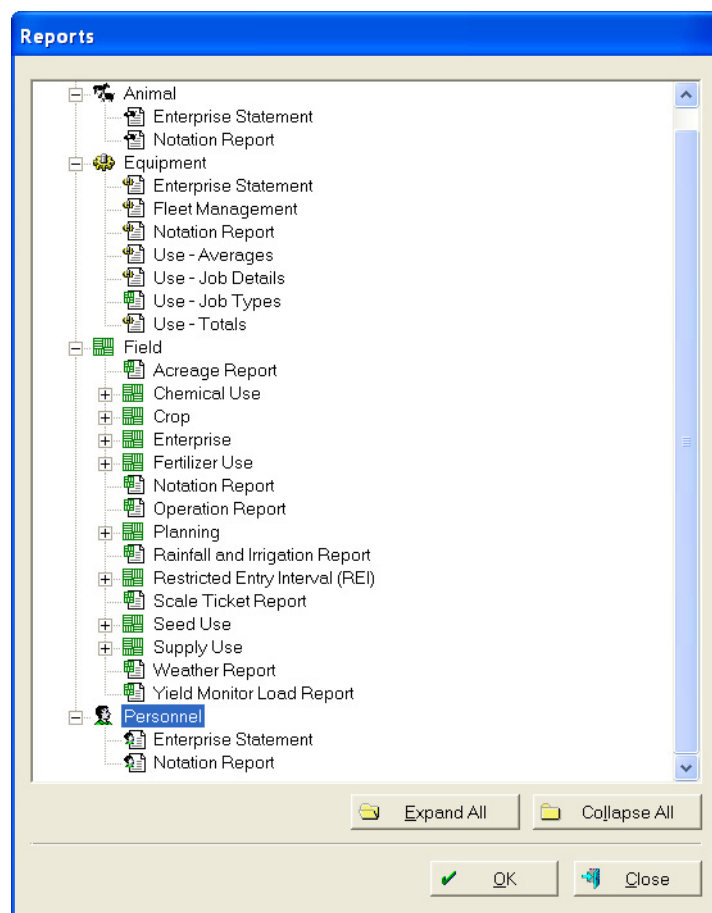 Reports
Animal
Enterprise Statement
Notation Report
Equipment
Enterprise Statement
Fleet Management
Notation Report
Use - Averages
Use - Job Details
Use - Job Types
Use - Totals
Field
Acreage Report
Chemical Use
Crop
Enterprise
Fertilizer Use
Notation Report
Operation Report
Planning
Rainfall and Irrigation Report
Restricted Entry Interval (REI)
Scale Ticket Report
Seed Use
Supply Use
Weather Report
Yield Monitor Load Report
Personnel
Enterprise Statement
Notation Report
Expand All Collapse All
OK Close